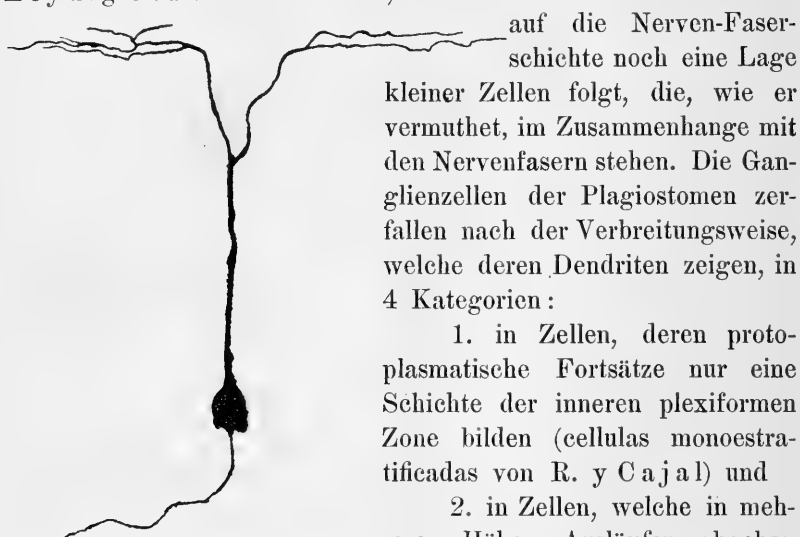 auf die Nerven-Faser-
schichte noch eine Lage
kleiner Zellen folgt, die, wie er
vermuthet, im Zusammenhange mit
den Nervenfasern stehen. Die Gan-
glienzellen der Plagiostomen zer-
fallen nach der Verbreitungsweise,
welche deren Dendriten zeigen, in
4 Kategorien:
1. in Zellen, deren proto-
plasmatische Fortsätze nur eine
Schichte der inneren plexiformen
Zone bilden (cellulas monoestra-
tificadas von R. y Cajal) und
2. in Zellen, welche in meh-